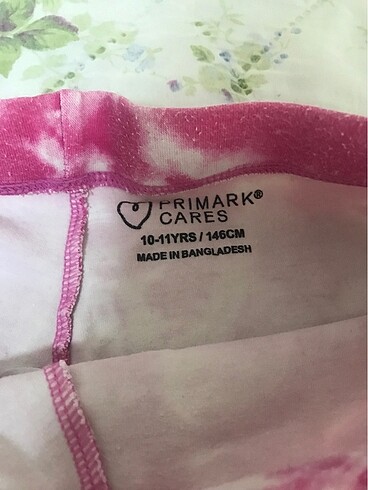 PRIMARK®
CARES
10-11YRS / 146CM
MADE IN BANGLADESH